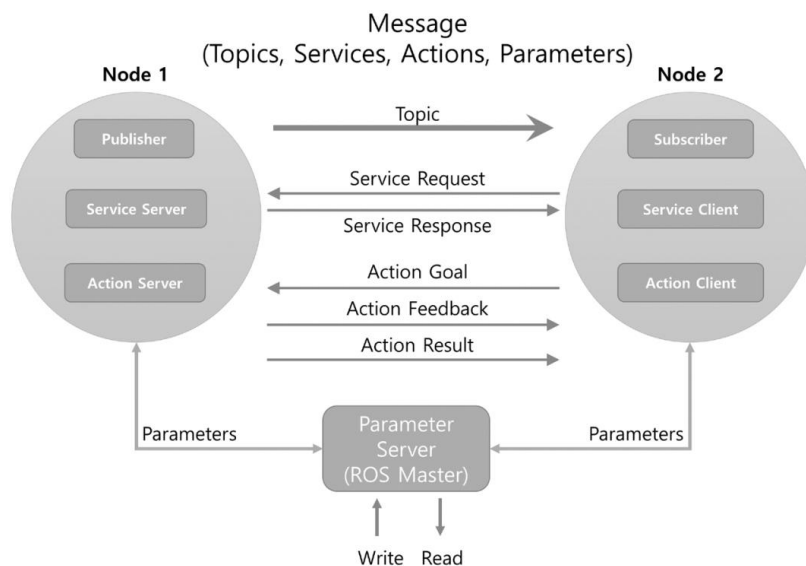 Message
(Topics, Services, Actions, Parameters)
Node 1
Node 2
Publisher
Topic
Subscriber
Service Request
Service Server
Service Client
Service Response
Action Goal
Action Server
Action Client
Action Feedback
Action Result
Parameters
Parameter
Server
(ROS Master)
Parameters
Write
Read